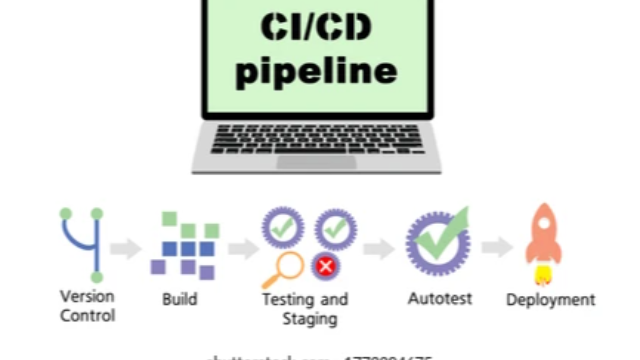 CI/CD
pipeline
Version
Control
Build
Testing and
Staging
Autotest
Deployment